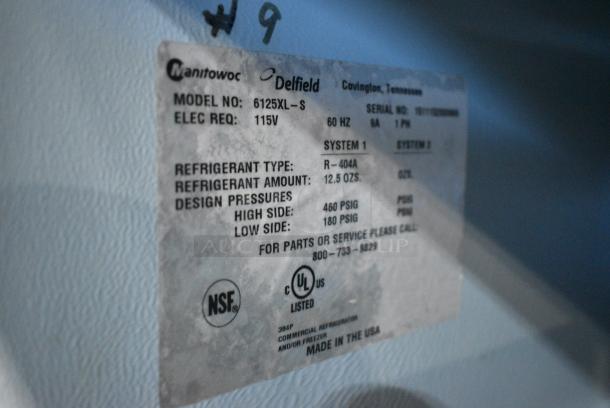 # 9
Manitowoc Delfield Covington, Tennessee
MODEL NO: 6125XL-S SERIAL NO:
ELEC REQ: 115V 60 HZ 6A 1 PH
SYSTEM 1 SYSTEM 2
REFRIGERANT TYPE: R-404A
REFRIGERANT AMOUNT: 12.5 OZS. OZS.
DESIGN PRESSURES
HIGH SIDE: 460 PSIG PSIG
LOW SIDE: 180 PSIG PSIG
FOR PARTS OR SERVICE PLEASE CALL:
800-733-8829
NSF®
C UL US
LISTED
394P
COMMERCIAL REFRIGERATOR
AND/OR FREEZER
MADE IN THE USA